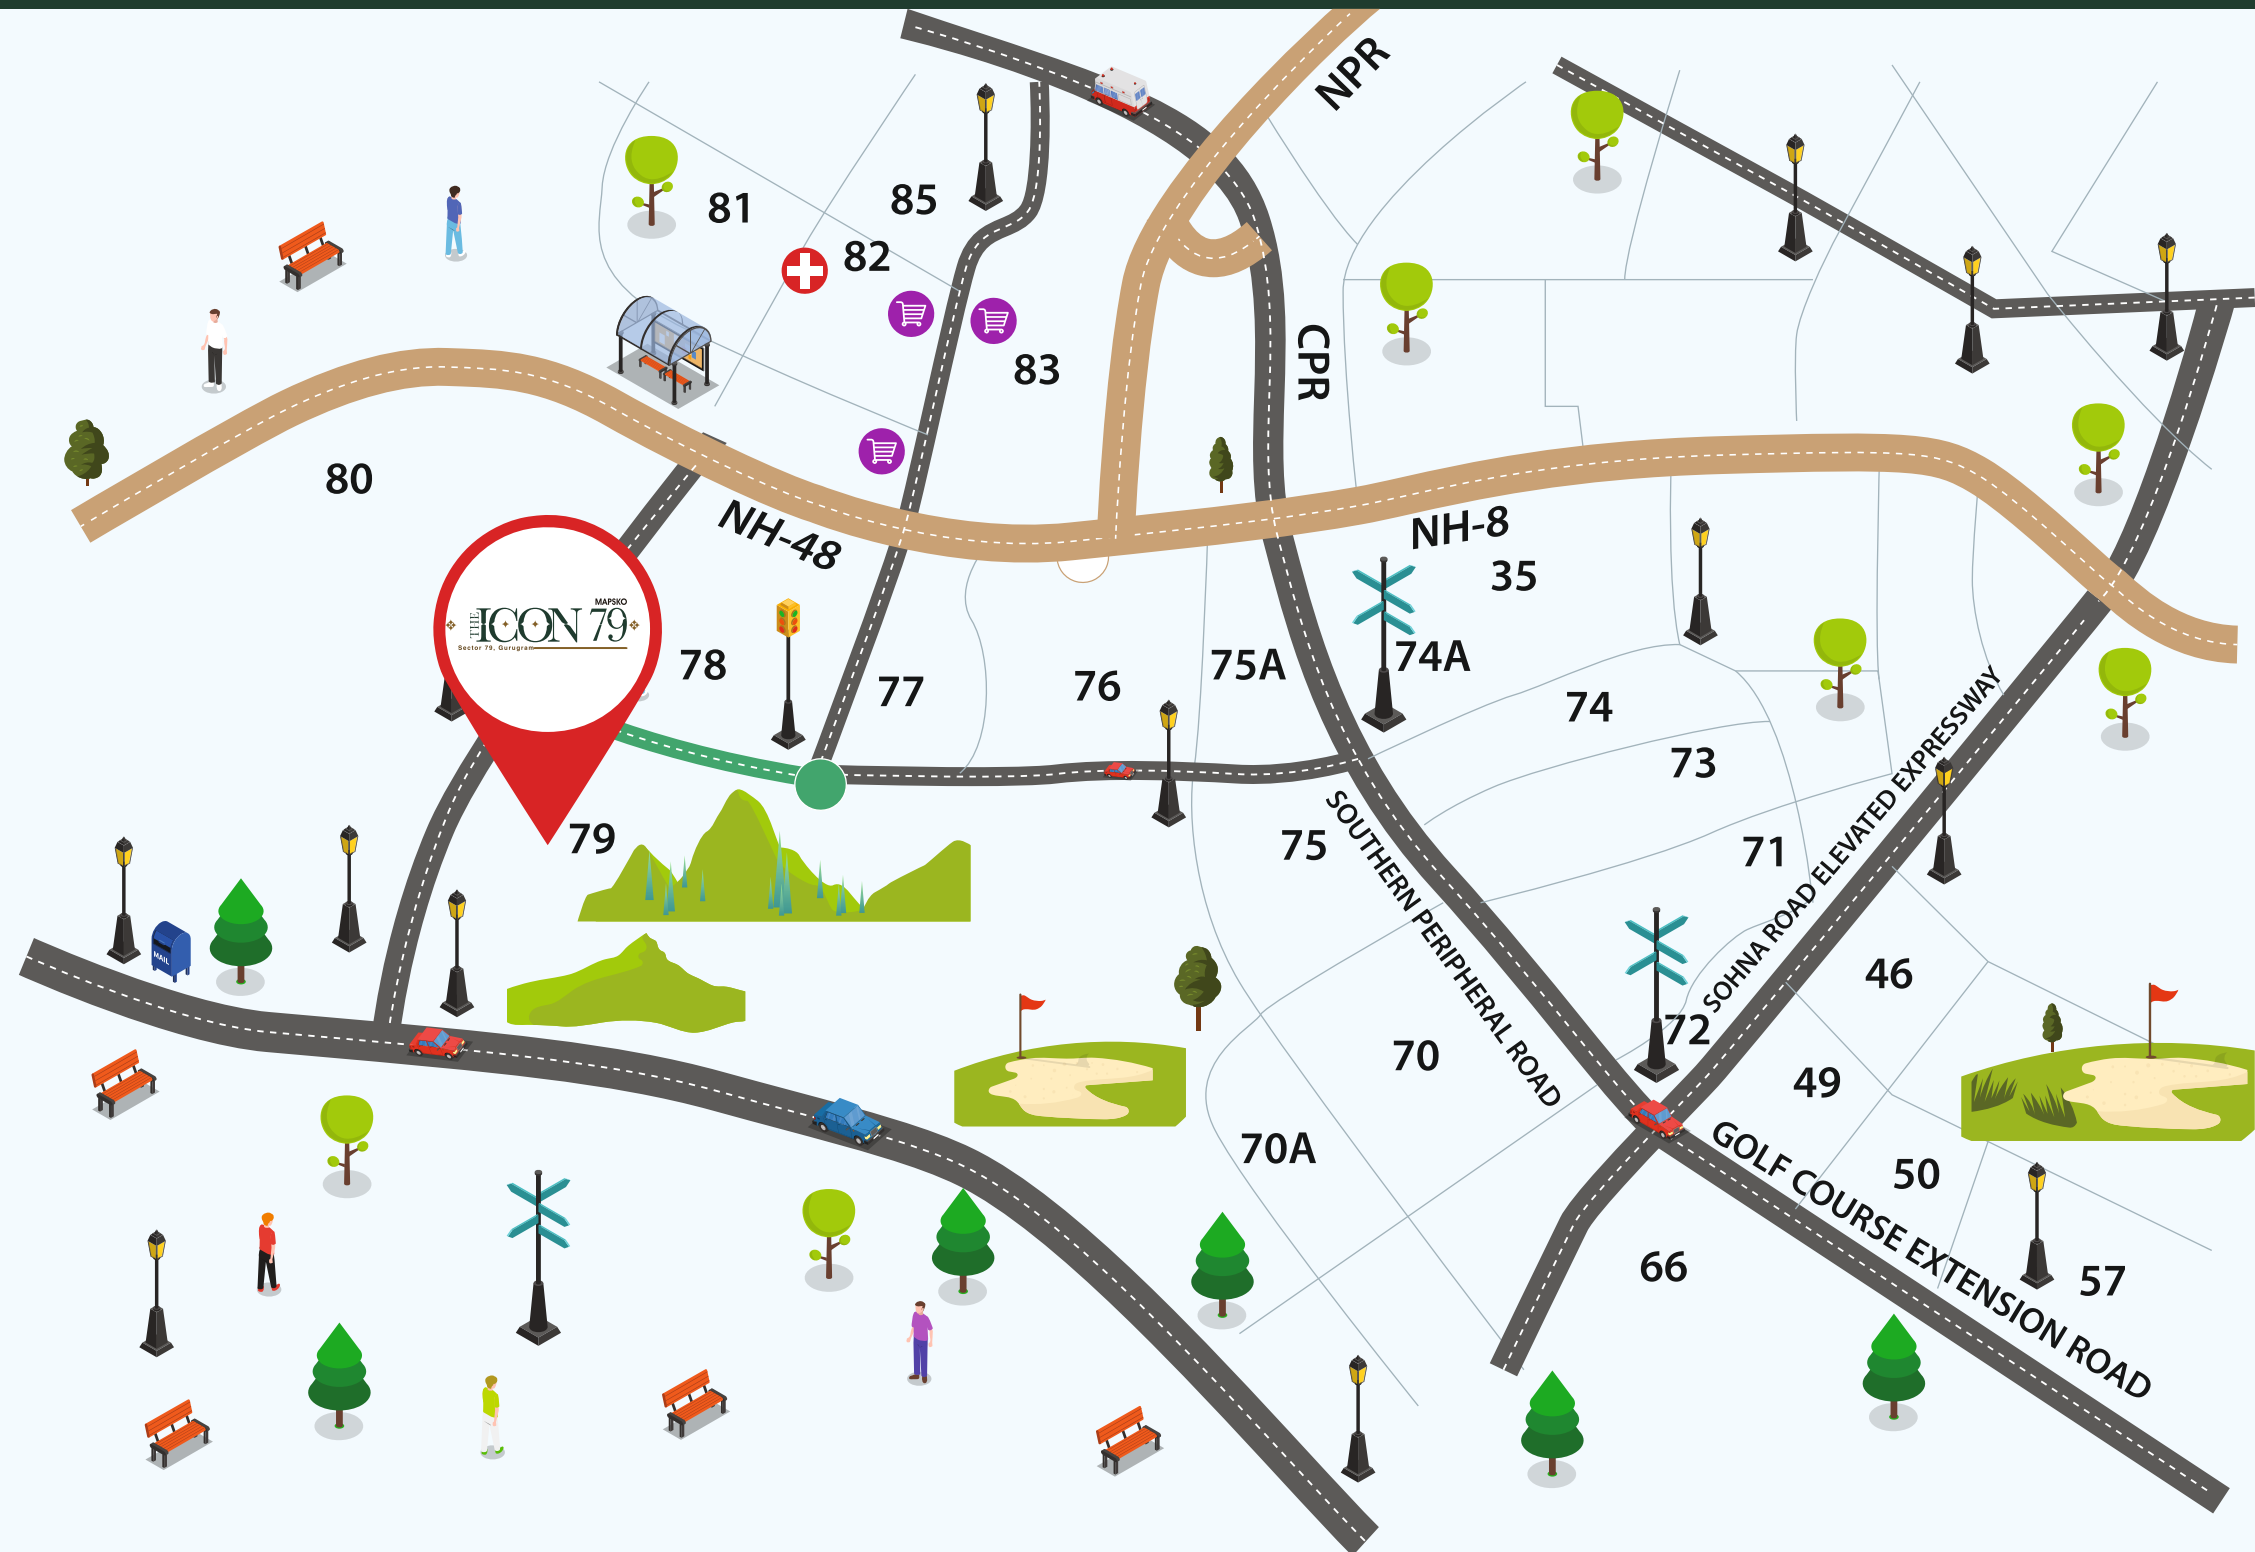 NPR
81
85
82
CPR
83
80
NH-48
NH-8
35
MAPSKO
THE ICON 79
Sector 79, Gurugram
78
77
76
75A
74A
74
73
79
75
71
SOUTHERN PERIPHERAL ROAD
SOHNA ROAD ELEVATED EXPRESSWAY
MAIL
46
72
70
49
GOLF COURSE EXTENSION ROAD
70A
50
66
57